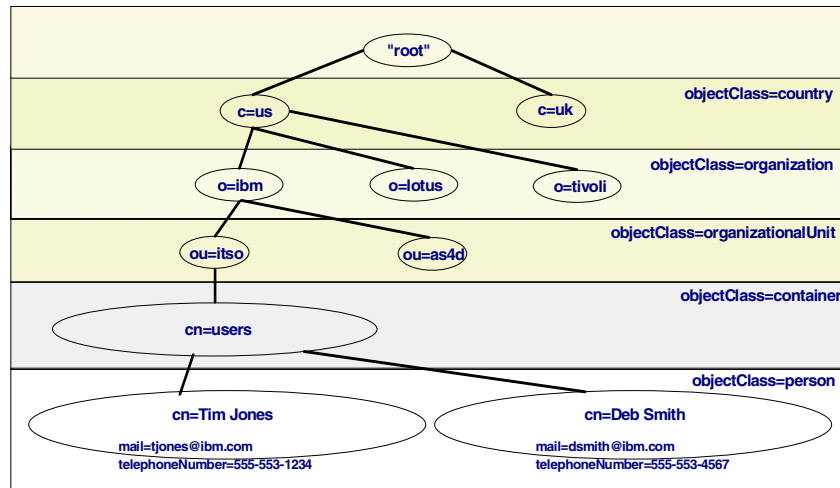 "root"
objectClass=country
c=us
c=uk
objectClass=organization
o=ibm
o=lotus
o=tivoli
objectClass=organizationalUnit
ou=itso
ou=as4d
objectClass=container
cn=users
objectClass=person
cn=Tim Jones
mail=tjones@ibm.com
telephoneNumber=555-553-1234
cn=Deb Smith
mail=dsmith@ibm.com
telephoneNumber=555-553-4567